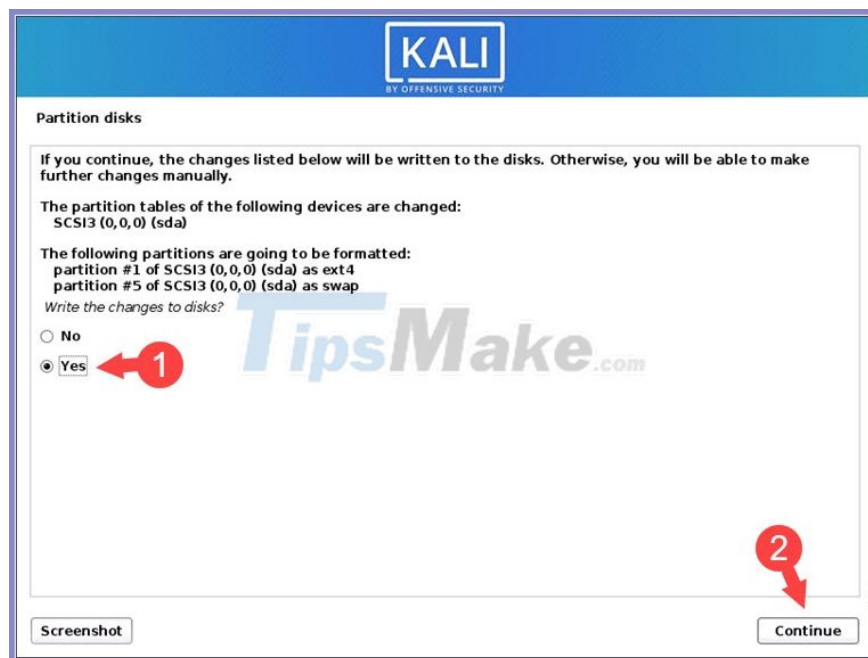 KALI
BY OFFENSIVE SECURITY
Partition disks
If you continue, the changes listed below will be written to the disks. Otherwise, you will be able to make
further changes manually.
The partition tables of the following devices are changed:
SCSI3 (0,0,0) (sda)
The following partitions are going to be formatted:
partition #1 of SCSI3 (0,0,0) (sda) as ext4
partition #5 of SCSI3 (0,0,0) (sda) as swap
Write the changes to disks?
No
Yes
1
TipsMake.com
2
Screenshot
Continue